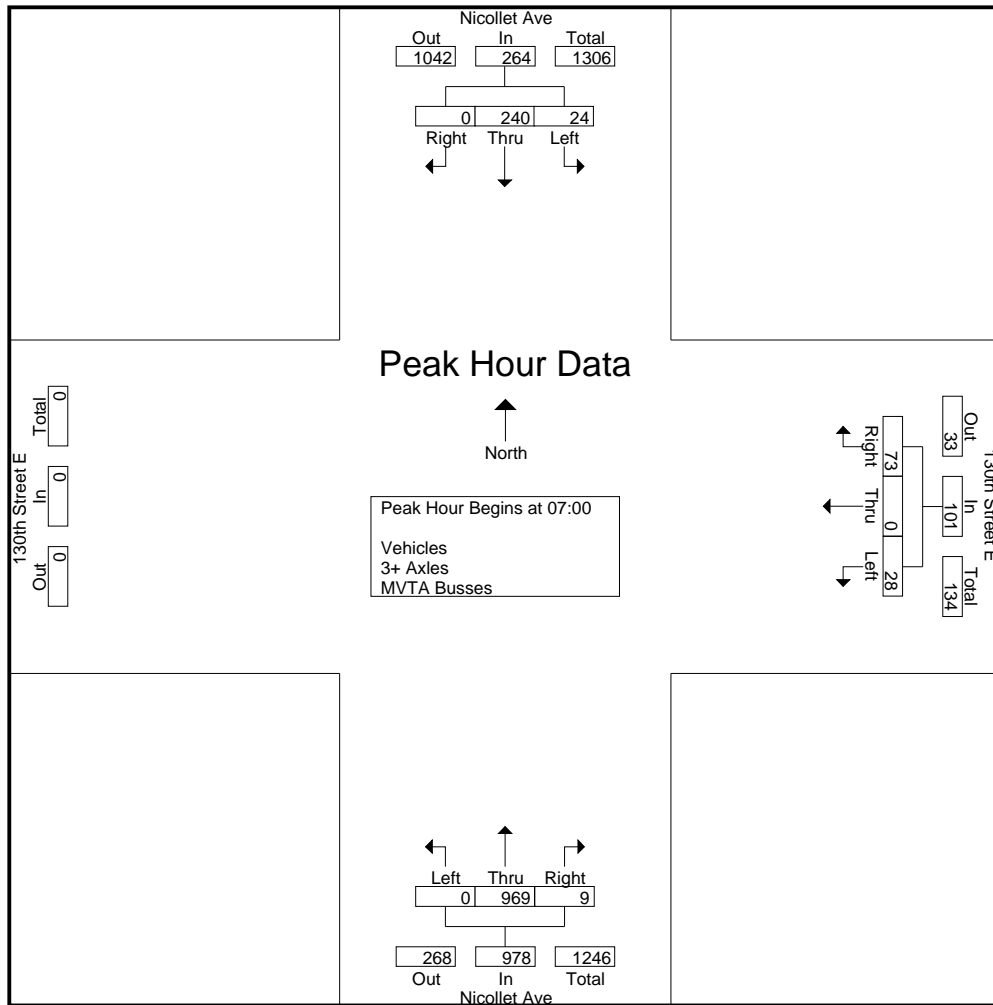 Nicollet Ave
Out In Total
1042 264 1306
0 240 24
Right Thru Left
Peak Hour Data
North
Peak Hour Begins at 07:00
Vehicles
3+ Axles
MVTA Busses
130th Street E
Out In Total
0 0 0
130th Street E
Out In Total
33 101 134
Right Thru Left
73 0 28
Left Thru Right
0 969 9
268 978 1246
Out In Total
Nicollet Ave